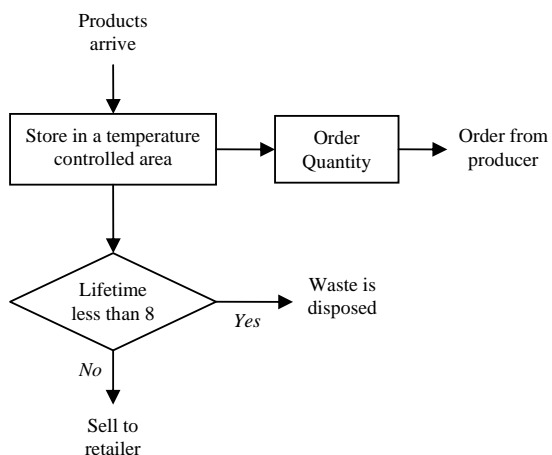 Products
arrive
Store in a temperature
controlled area
Order
Quantity
Order from
producer
Lifetime
less than 8
Yes
Waste is
disposed
No
Sell to
retailer